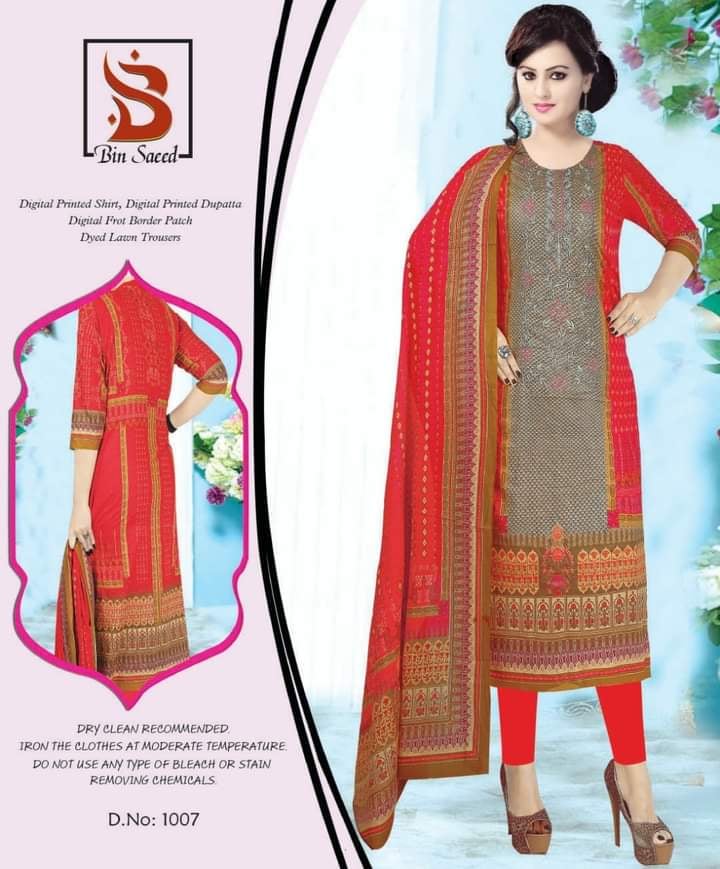 Bin Saeed
Digital Printed Shirt, Digital Printed Dupatta
Digital Frot Border Patch
Dyed Lawn Trousers
DRY CLEAN RECOMMENDED.
IRON THE CLOTHES AT MODERATE TEMPERATURE.
DO NOT USE ANY TYPE OF BLEACH OR STAIN
REMOVING CHEMICALS.
D.No: 1007